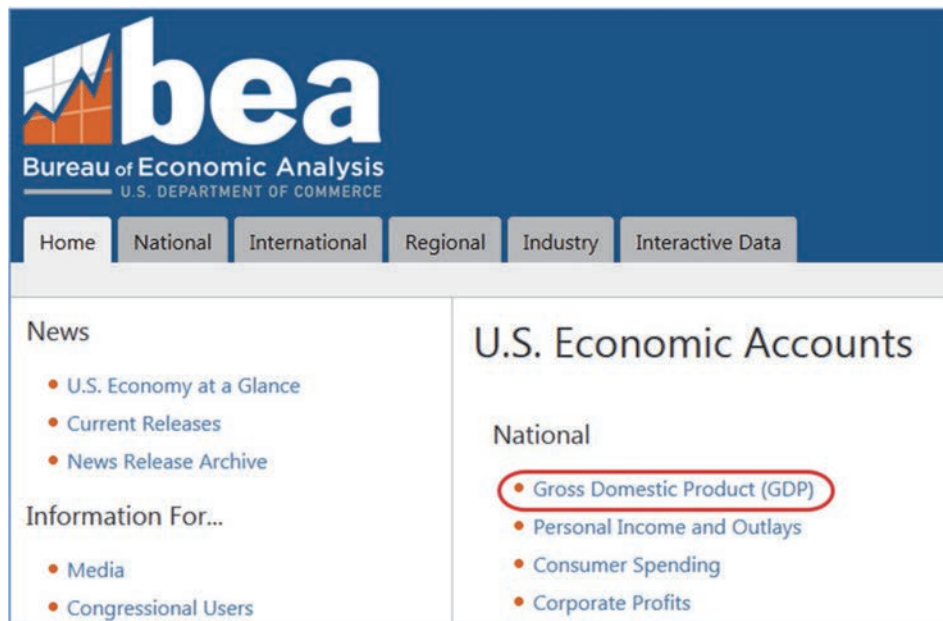 bea
Bureau of Economic Analysis
U.S. DEPARTMENT OF COMMERCE
Home National International Regional Industry Interactive Data
News
• U.S. Economy at a Glance
• Current Releases
• News Release Archive
Information For...
• Media
• Congressional Users
U.S. Economic Accounts
National
• Gross Domestic Product (GDP)
• Personal Income and Outlays
• Consumer Spending
• Corporate Profits